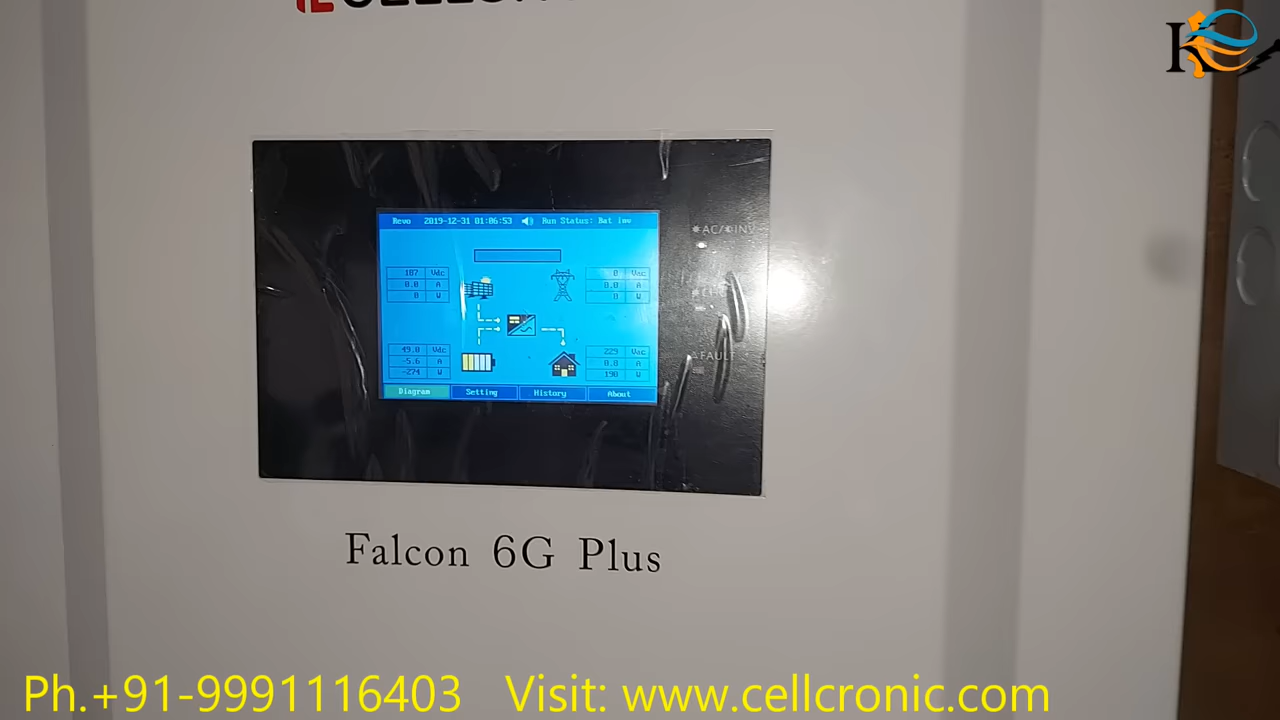 Revo 2019-12-31 01:06:53 Run Status: Bat Inv
187 Vdc
0.0 A
0 W
0 Vac
0.0 A
0 W
49.0 Vdc
-5.6 A
-274 W
229 Vac
0.8 A
190 W
Diagram Setting History About
AC/INV
FAULT
Falcon 6G Plus
Ph.+91-9991116403 Visit: www.cellcronic.com